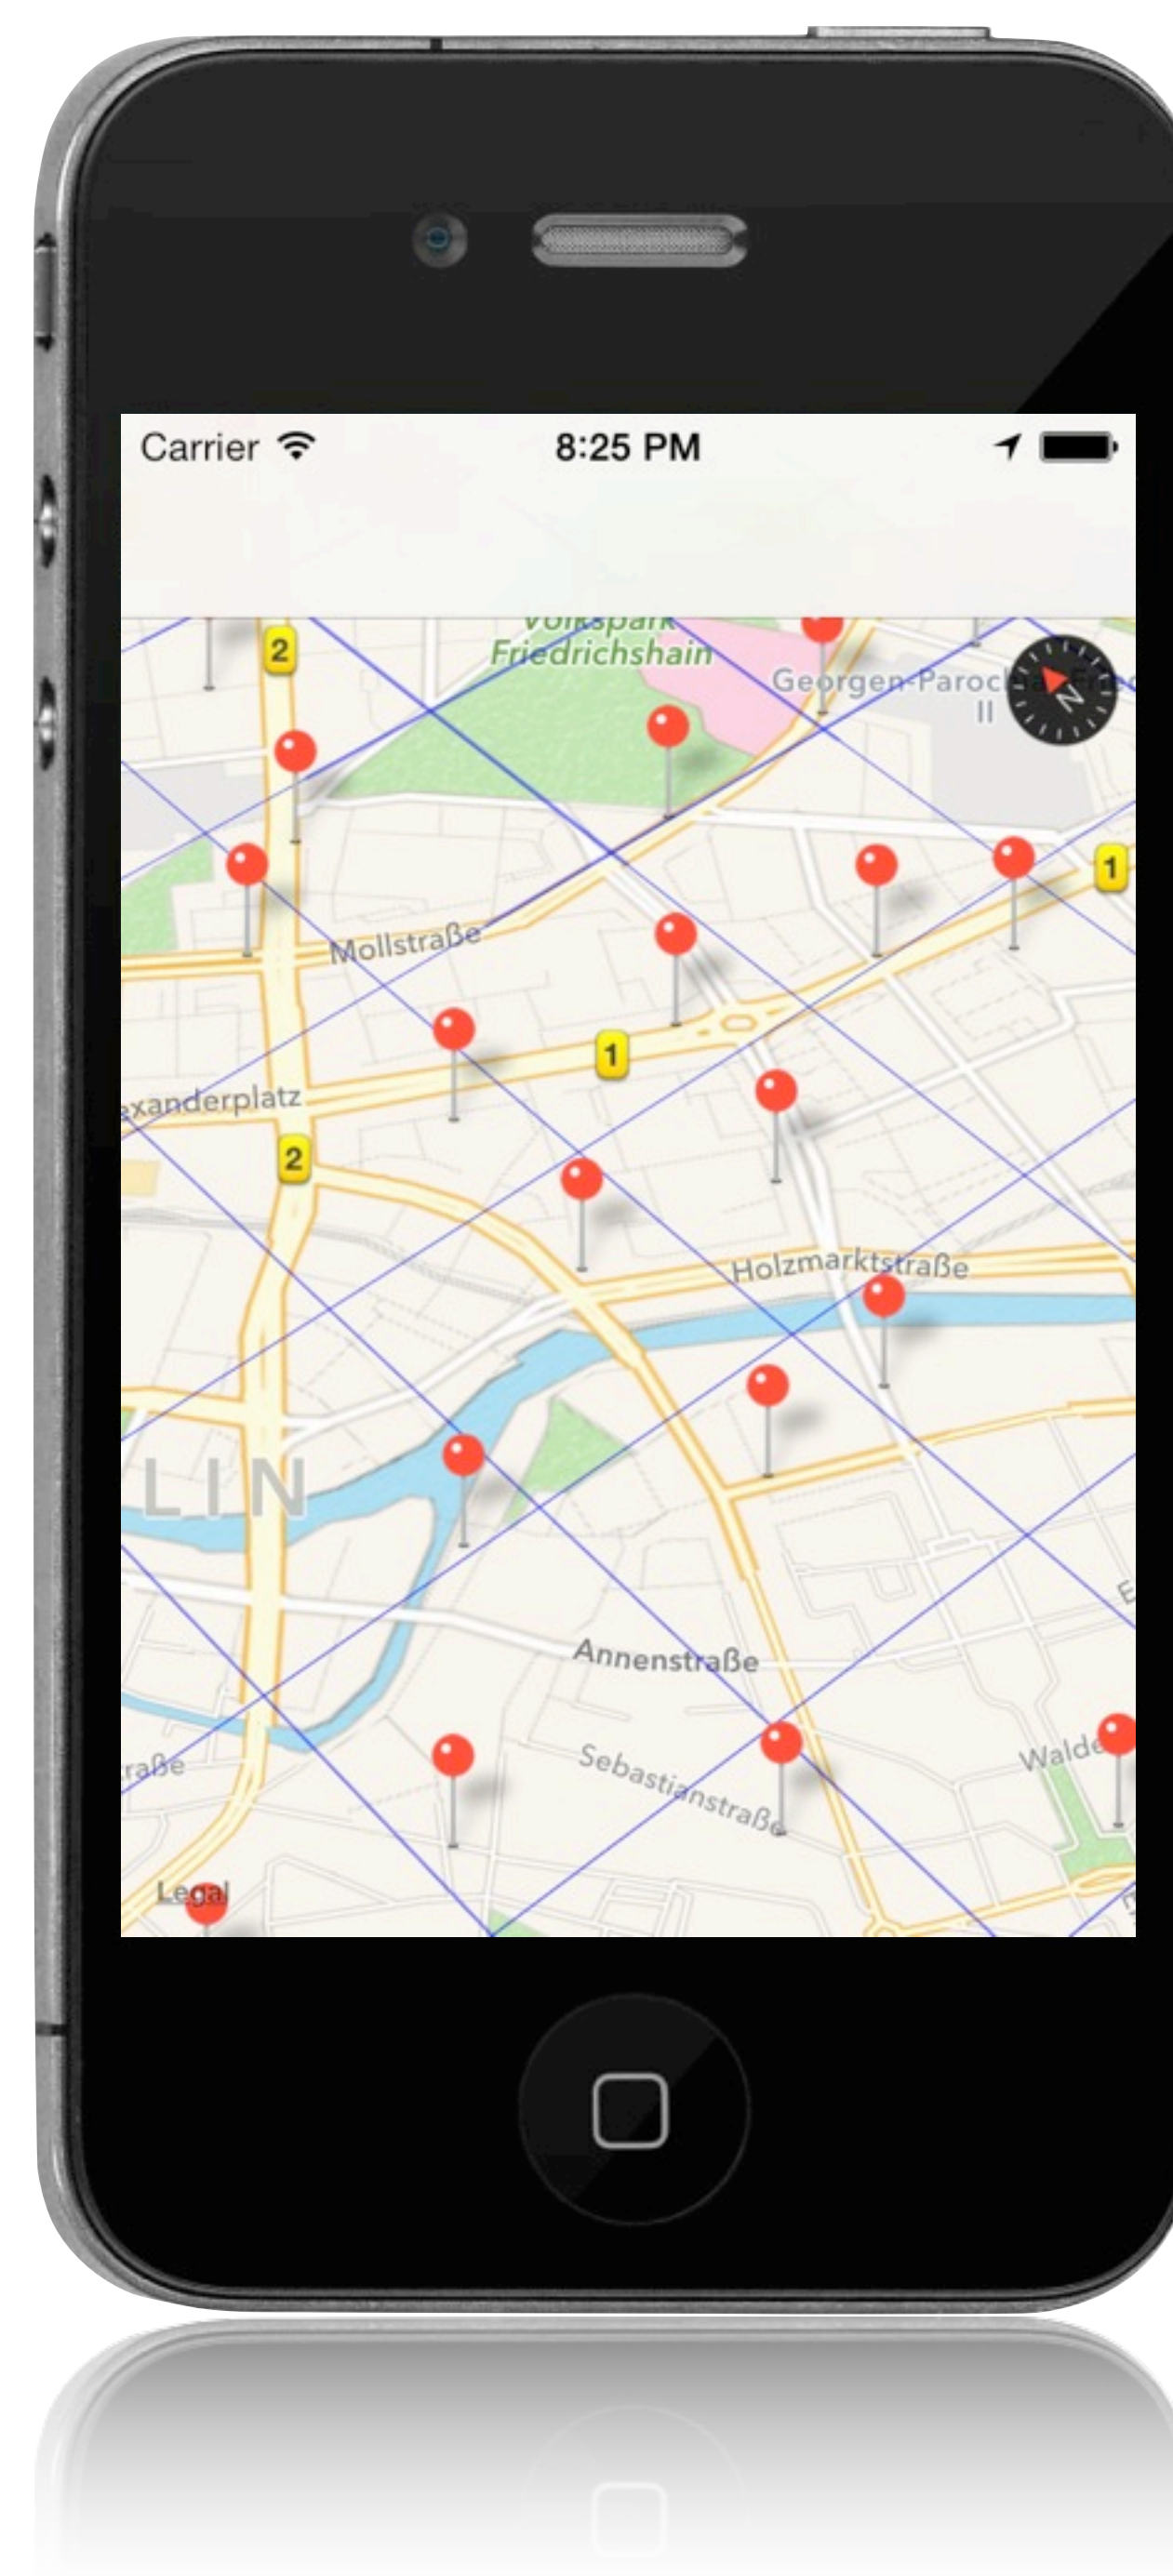 Carrier 8:25 PM
2
Volkspark
Friedrichshain
Georgen-Paroch
II
N
1
Mollstraße
1
exanderplatz
2
Holzmarktstraße
LIN
Annenstraße
Sebastianstraße
Walde
raße
Legal